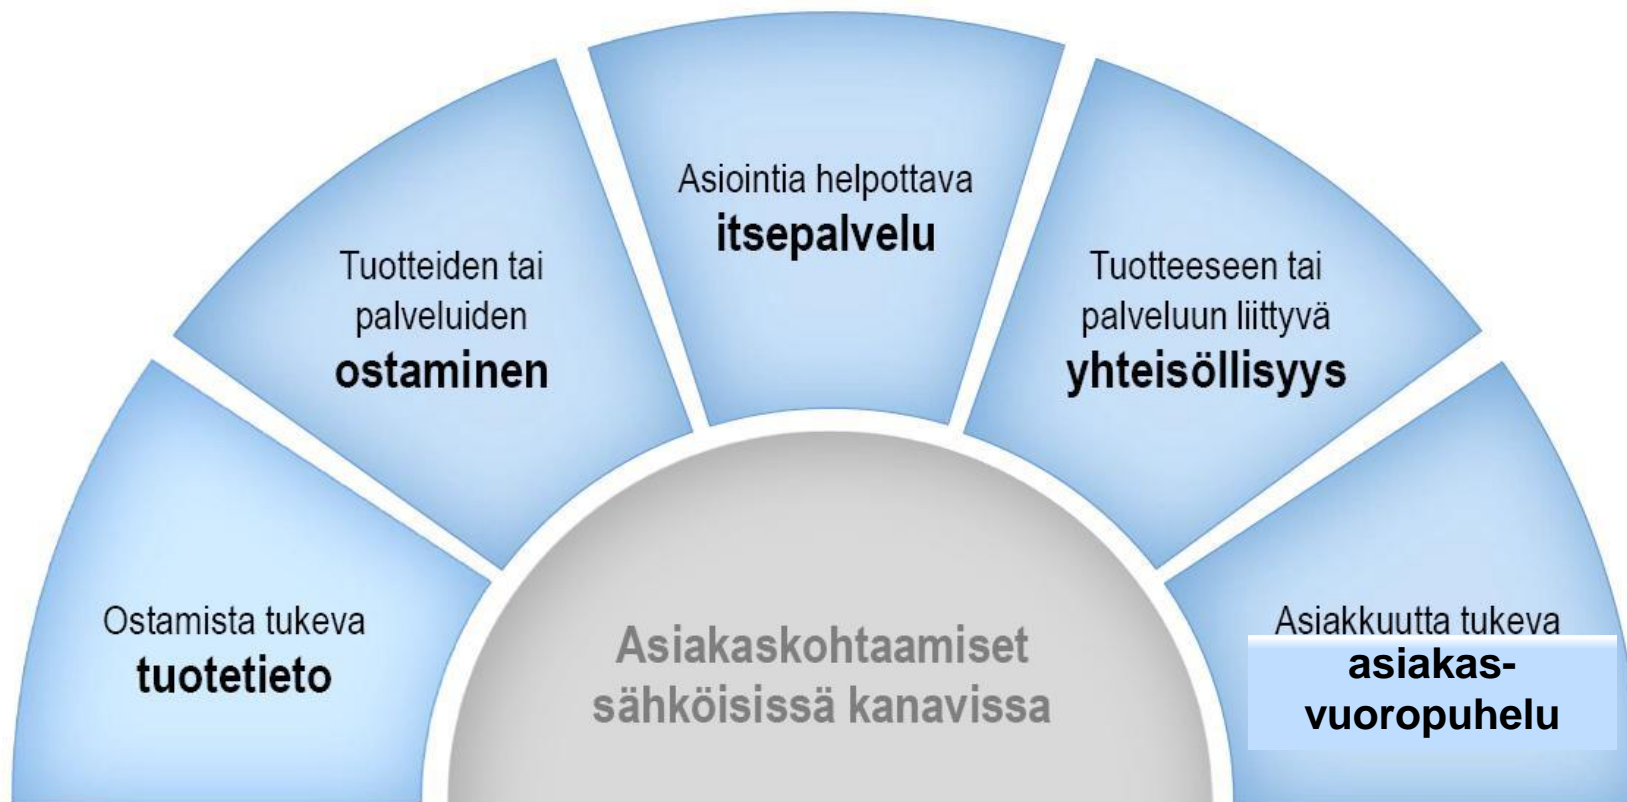 Ostamista tukeva
tuotetieto
Tuotteiden tai
palveluiden
ostaminen
Asiointia helpottava
itsepalvelu
Tuotteeseen tai
palveluun liittyvä
yhteisöllisyys
Asiakkuutta tukeva
asiakas-
vuoropuhelu
Asiakaskohtaamiset
sähköisissä kanavissa